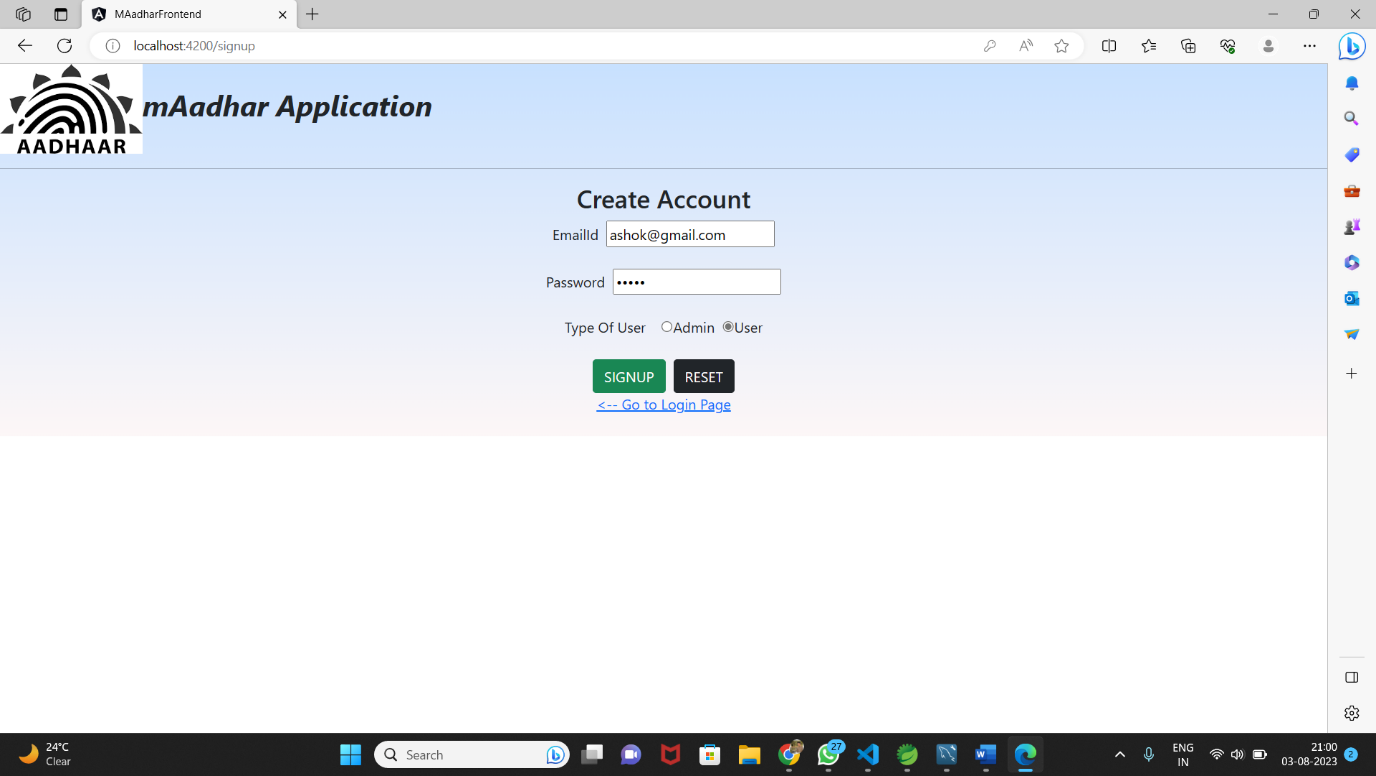 MAadharFrontend
localhost:4200/signup
AADHAAR
mAadhar Application
Create Account
EmailId ashok@gmail.com
Password •••••
Type Of User Admin User
SIGNUP RESET
<-- Go to Login Page
24°C
Clear
Search
27
ENG
IN
21:00
03-08-2023
2